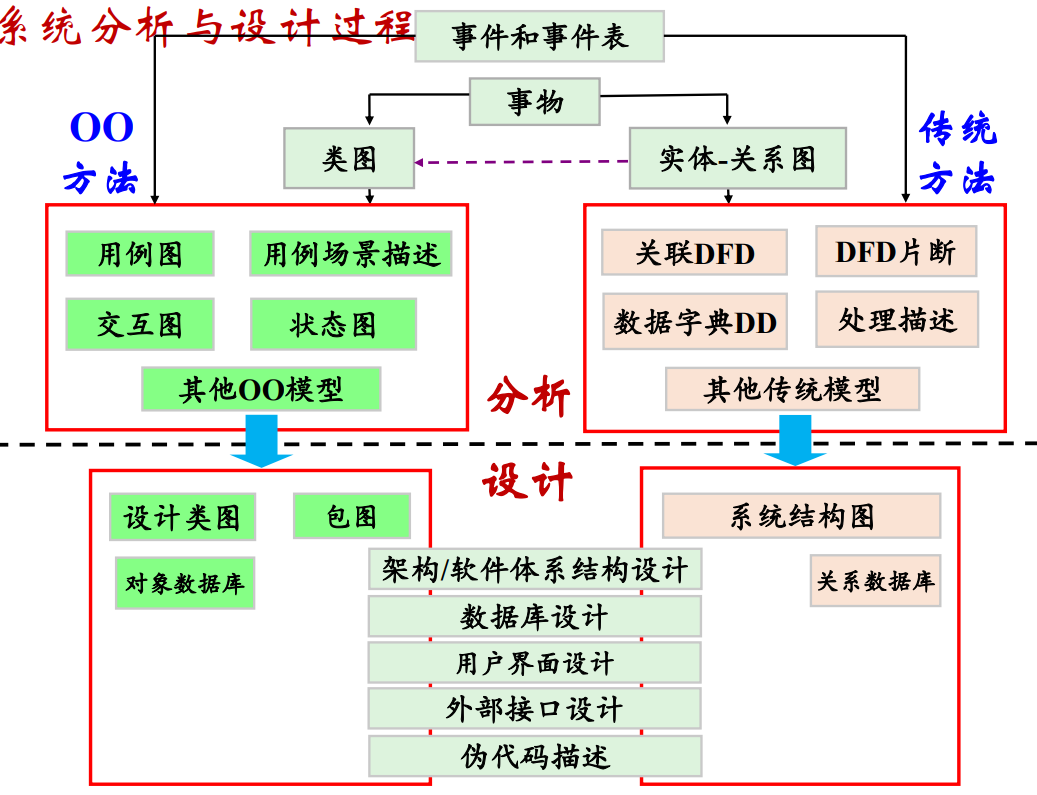 系统分析与设计过程
事件和事件表
事物
OO
方法
传统
方法
类图
实体-关系图
用例图
用例场景描述
交互图
状态图
其他OO模型
关联DFD
DFD片断
数据字典DD
处理描述
其他传统模型
分析
设计
设计类图
包图
对象数据库
系统结构图
关系数据库
架构/软件体系结构设计
数据库设计
用户界面设计
外部接口设计
伪代码描述